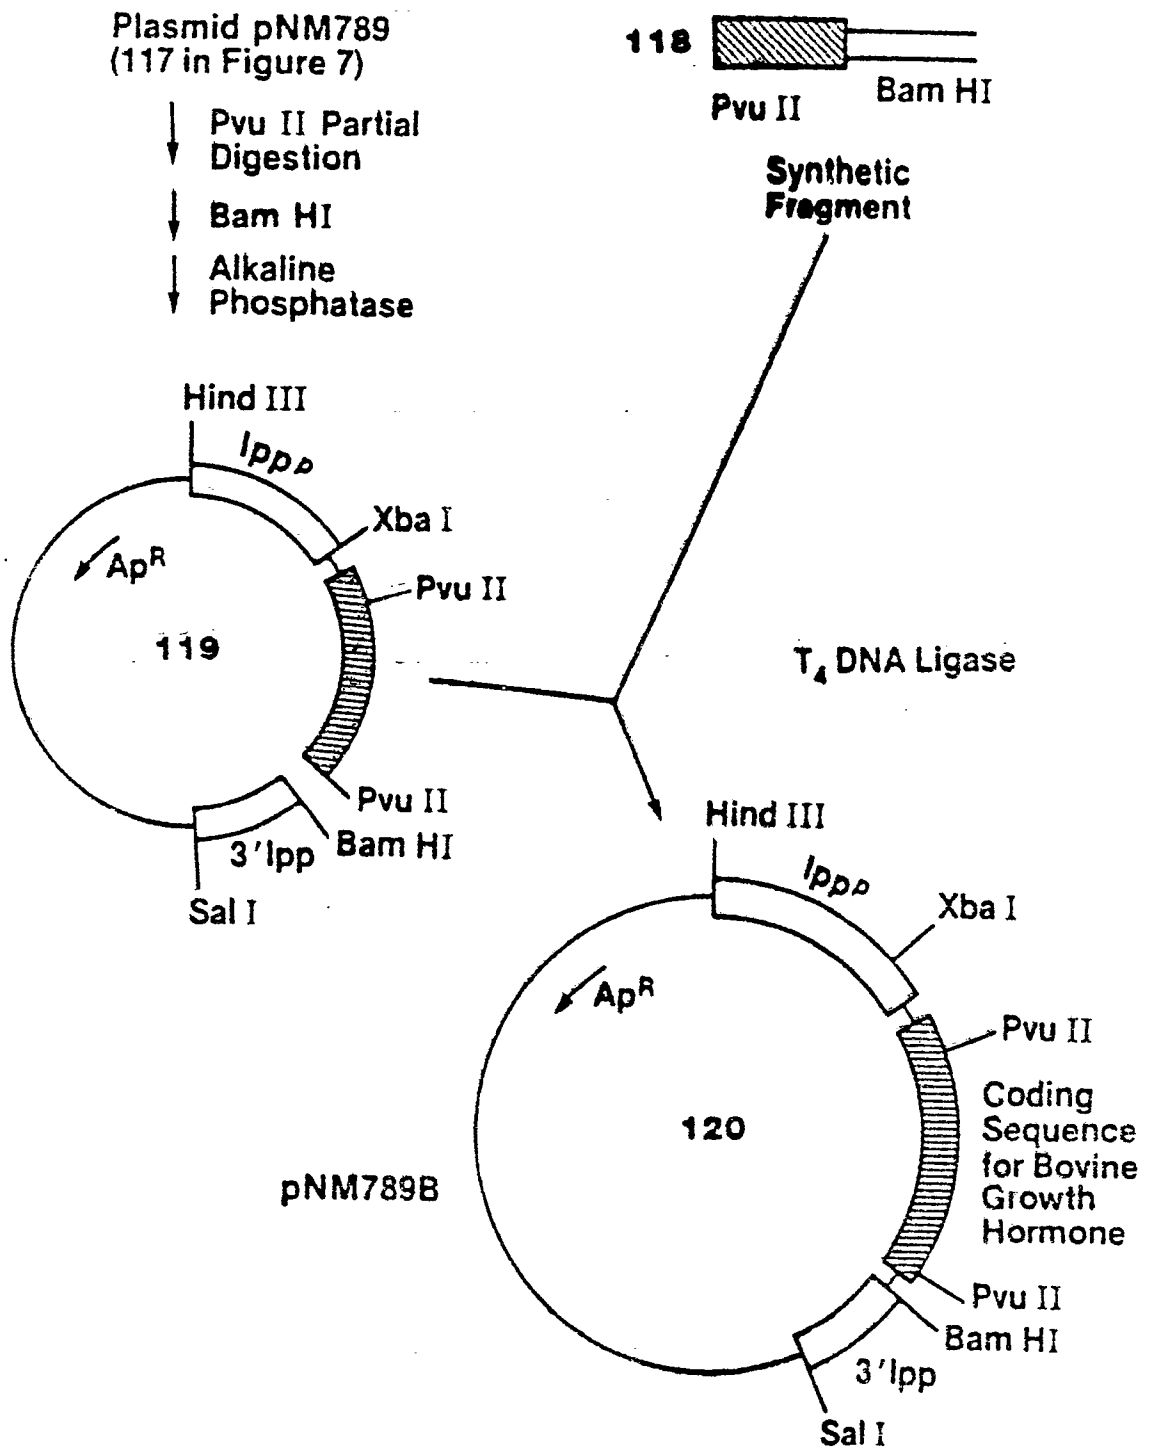 Plasmid pNM789
(117 in Figure 7)
Pvu II Partial
Digestion
Bam HI
Alkaline
Phosphatase
118
Pvu II
Bam HI
Synthetic
Fragment
Hind III
lpp p
Xba I
ApR
Pvu II
119
Pvu II
Bam HI
3'lpp
Sal I
T4 DNA Ligase
Hind III
lpp p
Xba I
ApR
Pvu II
120
Coding
Sequence
for Bovine
Growth
Hormone
pNM789B
Pvu II
Bam HI
3'lpp
Sal I